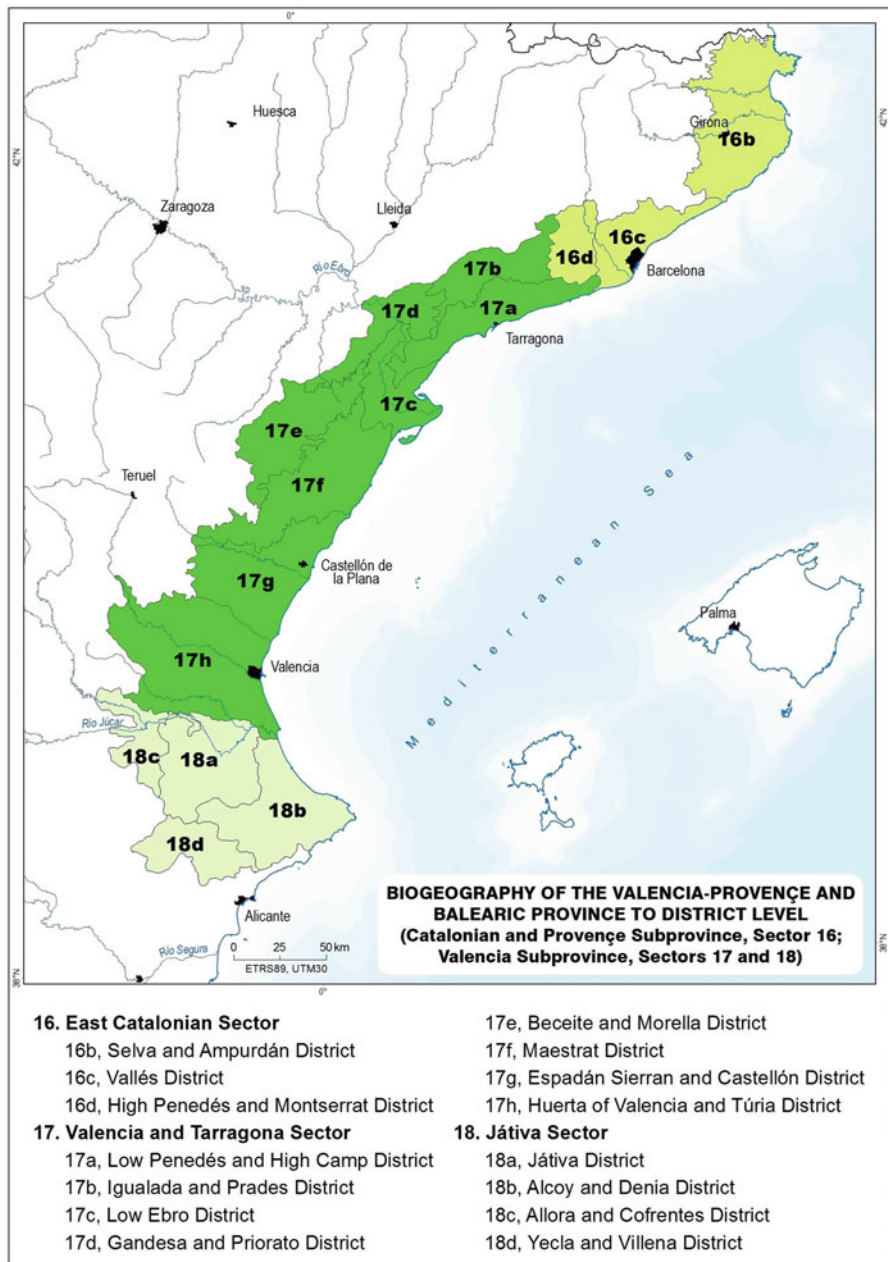 0°
Huesca
42°N
Girona
42°N
16b
Zaragoza
Lleida
16c
16d
Barcelona
Río Ebro
17b
17d
17a
Tarragona
17c
17e
Teruel
17f
Mediterranean Sea
Castellón de
la Plana
17g
Palma
17h
Valencia
Río Júcar
18c
18a
18b
18d
BIOGEOGRAPHY OF THE VALENCIA-PROVENÇE AND
BALEARIC PROVINCE TO DISTRICT LEVEL
(Catalonian and Provençe Subprovince, Sector 16;
Valencia Subprovince, Sectors 17 and 18)
Alicante
Río Segura
0 25 50 km
ETRS89, UTM30
38°N
38°N
0°
16. East Catalonian Sector
16b, Selva and Ampurdán District
16c, Vallés District
16d, High Penedés and Montserrat District
17. Valencia and Tarragona Sector
17a, Low Penedés and High Camp District
17b, Igualada and Prades District
17c, Low Ebro District
17d, Gandesa and Priorato District
17e, Beceite and Morella District
17f, Maestrat District
17g, Espadán Sierran and Castellón District
17h, Huerta of Valencia and Túria District
18. Játiva Sector
18a, Játiva District
18b, Alcoy and Denia District
18c, Allora and Cofrentes District
18d, Yecla and Villena District